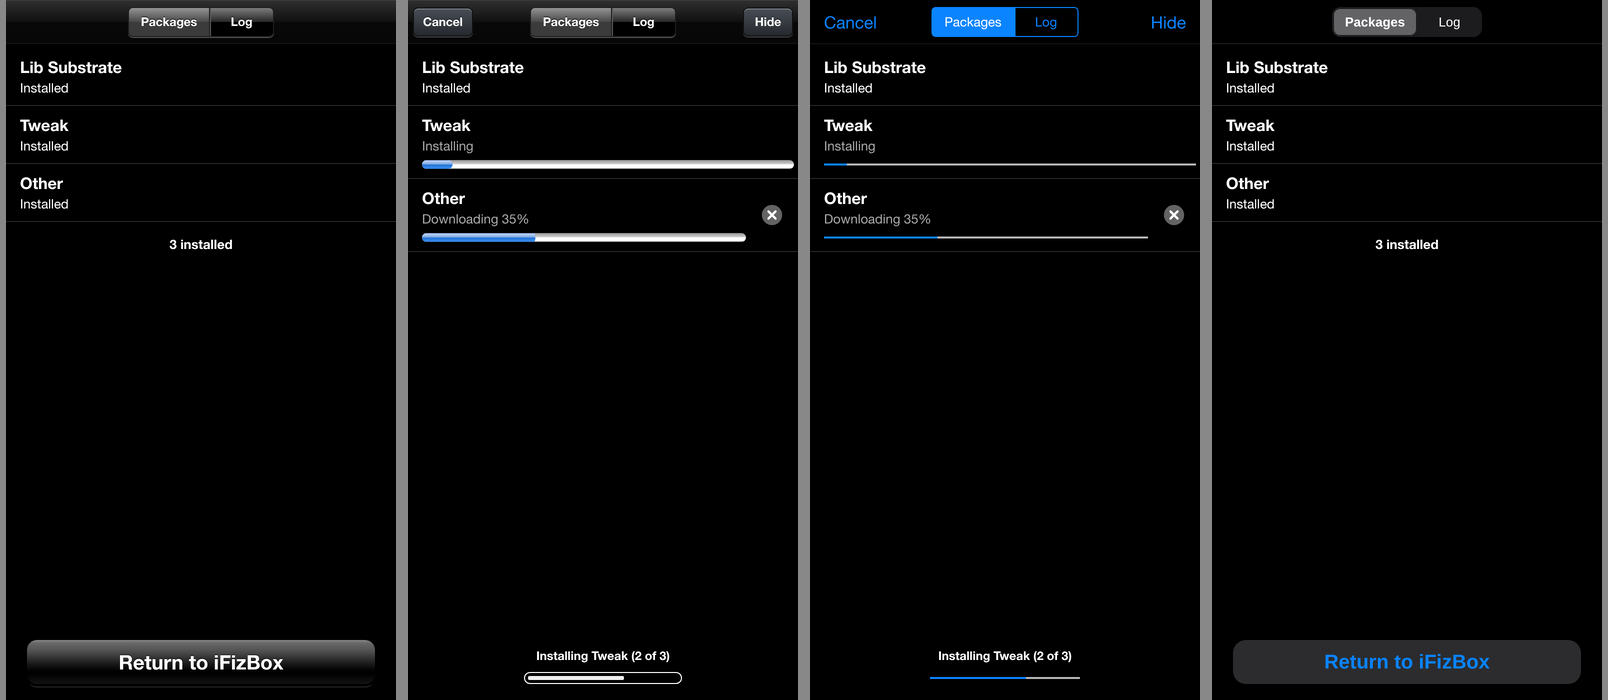 Packages Log
Lib Substrate
Installed
Tweak
Installed
Other
Installed
3 installed
Return to iFizBox
Cancel Packages Log Hide
Lib Substrate
Installed
Tweak
Installing
Other
Downloading 35%
Installing Tweak (2 of 3)
Cancel Packages Log Hide
Lib Substrate
Installed
Tweak
Installing
Other
Downloading 35%
Installing Tweak (2 of 3)
Packages Log
Lib Substrate
Installed
Tweak
Installed
Other
Installed
3 installed
Return to iFizBox